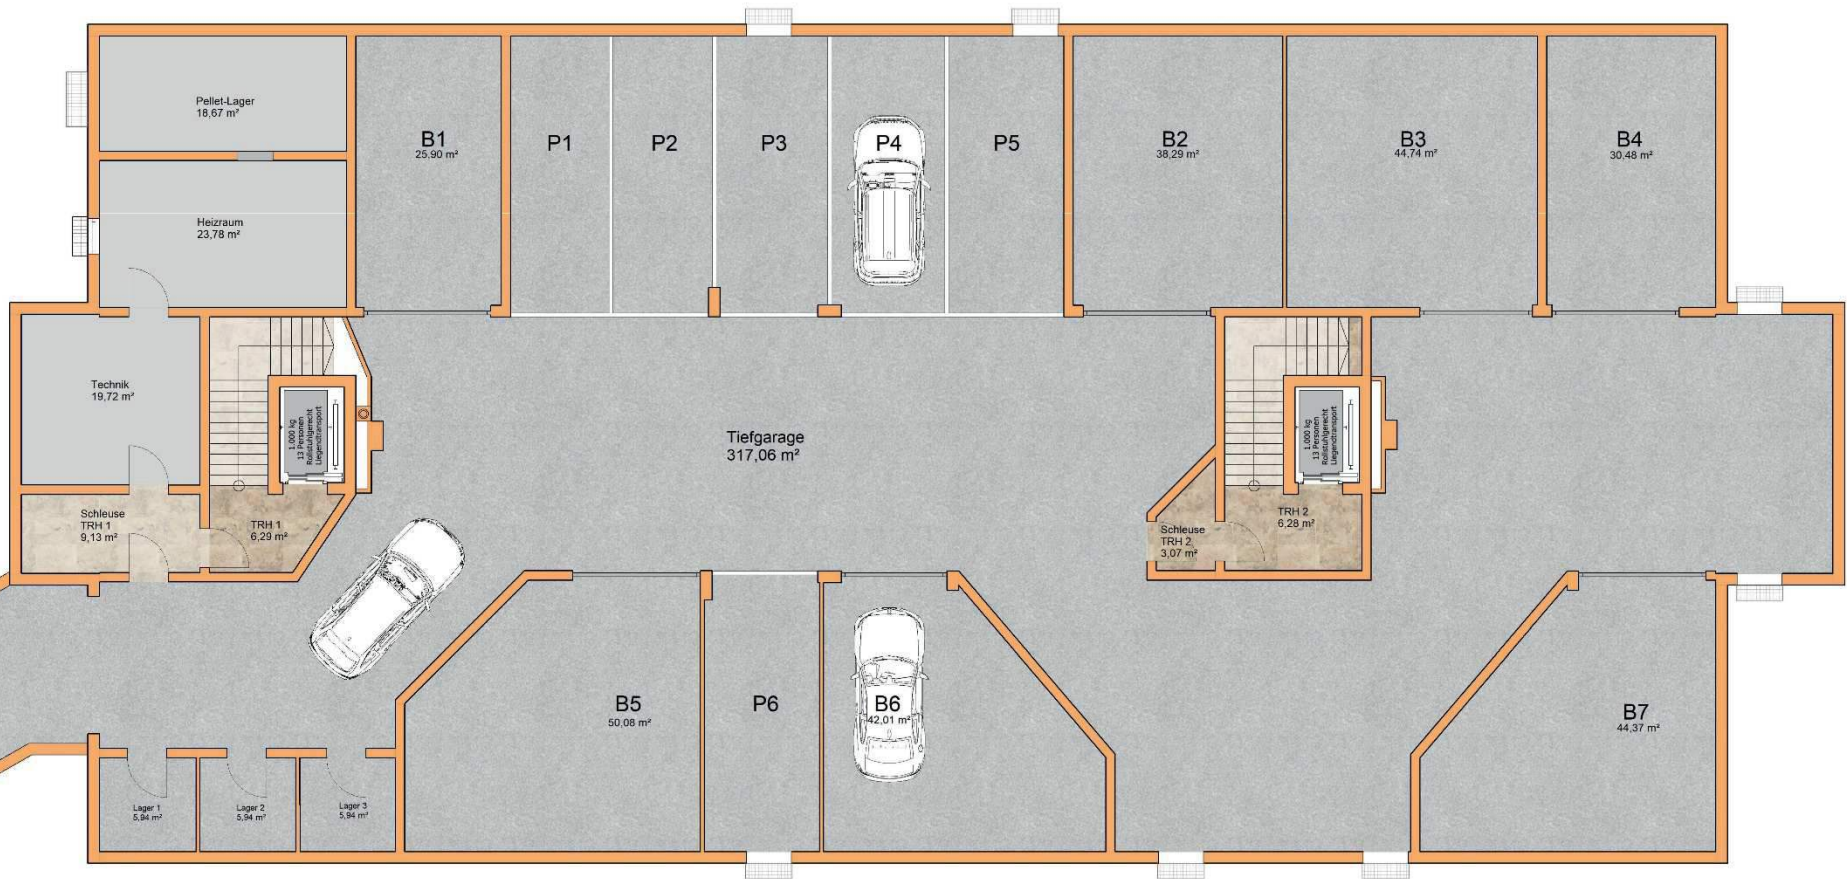 Pellet-Lager
18,67 m²
B1
25,90 m²
P1
P2
P3
P4
P5
B2
38,29 m²
B3
44,74 m²
B4
30,48 m²
Heizraum
23,78 m²
Technik
19,72 m²
1.000 kg
13 Personen
Rollstuhlgerecht
Liegendtransport
Tiefgarage
317,06 m²
1.000 kg
13 Personen
Rollstuhlgerecht
Liegendtransport
Schleuse
TRH 1
9,13 m²
TRH 1
6,29 m²
Schleuse
TRH 2
3,07 m²
TRH 2
6,28 m²
B5
50,08 m²
P6
B6
42,01 m²
B7
44,37 m²
Lager 1
5,94 m²
Lager 2
5,94 m²
Lager 3
5,94 m²